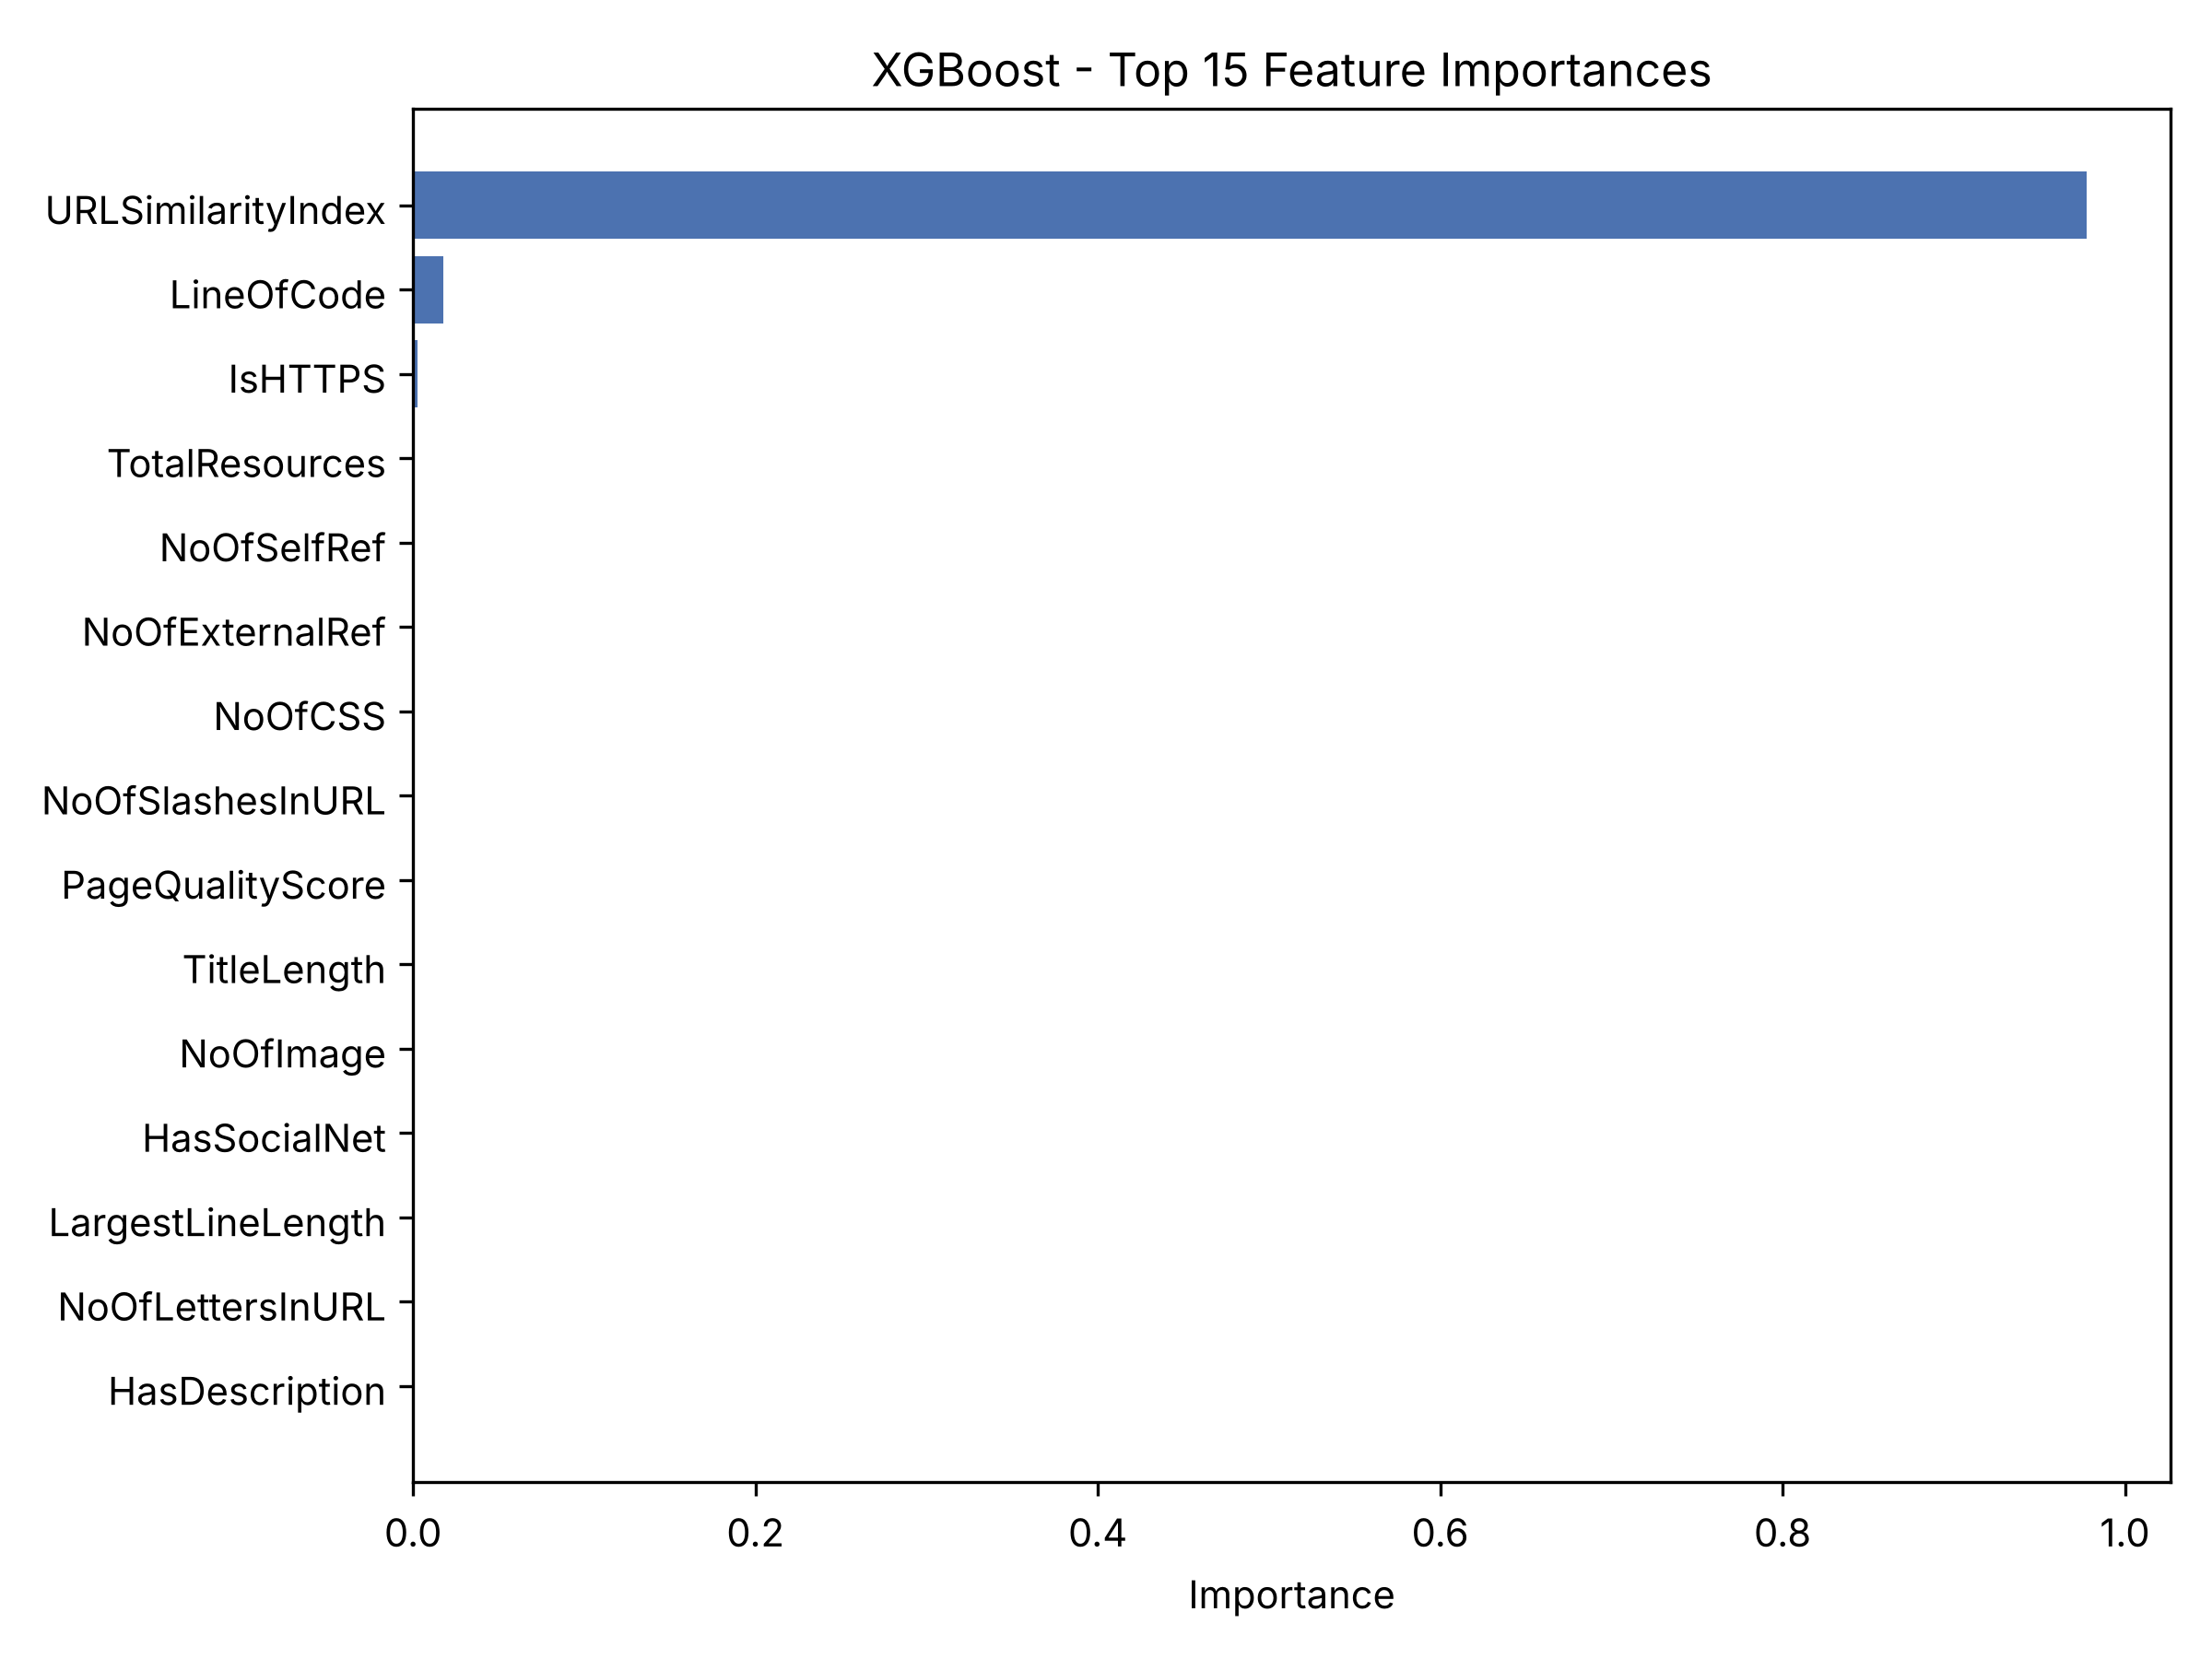 XGBoost - Top 15 Feature Importances
URLSimilarityIndex
LineOfCode
IsHTTPS
TotalResources
NoOfSelfRef
NoOfExternalRef
NoOfCSS
NoOfSlashesInURL
PageQualityScore
TitleLength
NoOfImage
HasSocialNet
LargestLineLength
NoOfLettersInURL
HasDescription
0.0 0.2 0.4 0.6 0.8 1.0
Importance